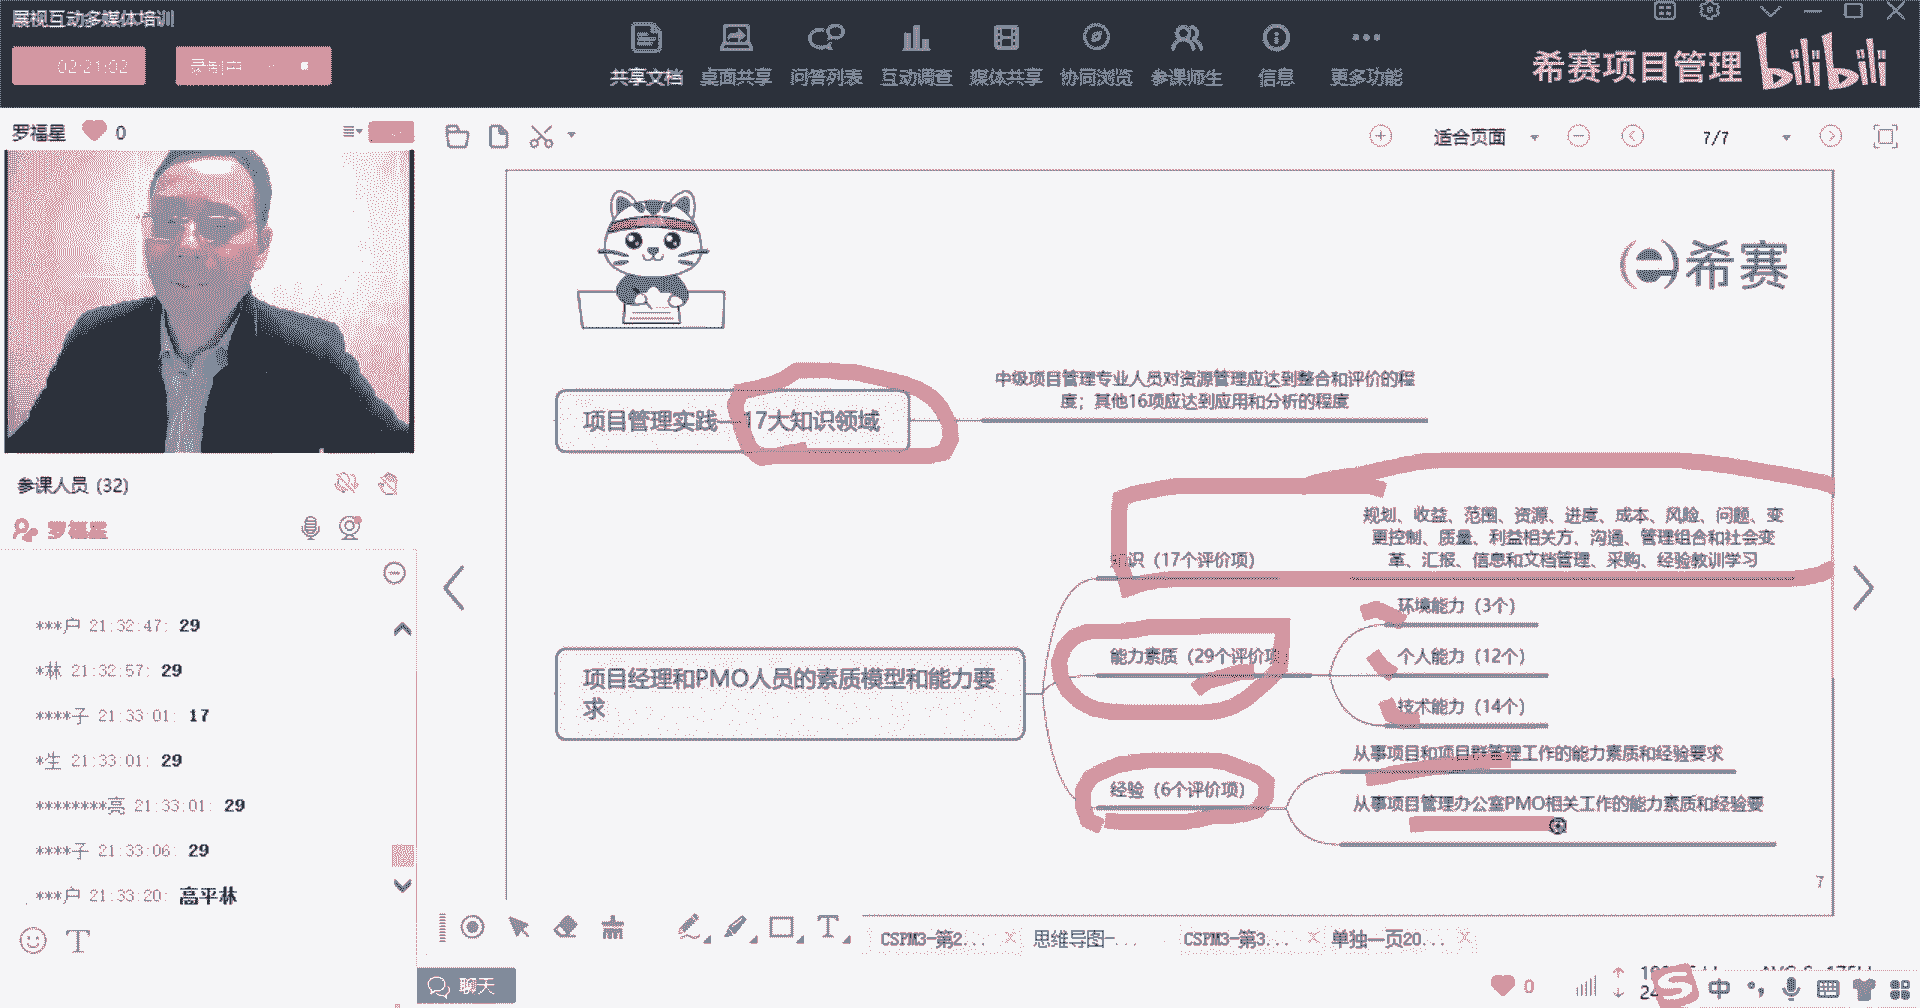 展视互动多媒体培训
02:21:02
录制中
共享文档 桌面共享 问答列表 互动调查 媒体共享 协同浏览 参课师生 信息 更多功能
希赛项目管理 bilibili
罗福星 0
适合页面
7/7
希赛
项目管理实践—17大知识领域
中级项目管理专业人员对资源管理应达到整合和评价的程
度；其他16项应达到应用和分析的程度
参课人员 (32)
罗福星
规划、收益、范围、资源、进度、成本、风险、问题、变
更控制、质量、利益相关方、沟通、管理组合和社会变
革、汇报、信息和文档管理、采购、经验教训学习
知识（17个评价项）
环境能力（3个）
能力素质（29个评价项
个人能力（12个）
技术能力（14个）
项目经理和PMO人员的素质模型和能力要
求
从事项目和项目群管理工作的能力素质和经验要求
经验（6个评价项）
从事项目管理办公室PMO相关工作的能力素质和经验要
7
***户 21:32:47: 29
*林 21:32:57: 29
****子 21:33:01: 17
*生 21:33:01: 29
********亮 21:33:01: 29
****子 21:33:06: 29
***户 21:33:20: 高平林
CSPM3-第2... 思维导图-... CSPM3-第3... 单独一页20...
聊天
0
中